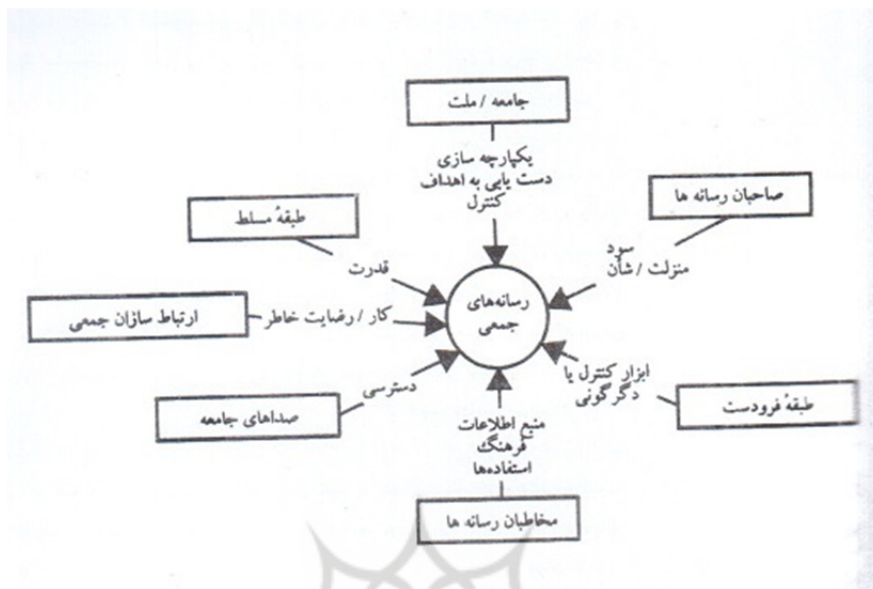 جامعه / ملت
یکپارچه سازی
دست یابی به اهداف
کنترل
صاحبان رسانه ها
سود
منزلت / شأن
طبقهٔ مسلط
قدرت
رسانه‌های
جمعی
ارتباط سازان جمعی
کار / رضایت خاطر
ابزار کنترل یا
دگرگونی
طبقهٔ فرودست
دسترسی
صداهای جامعه
منبع اطلاعات
فرهنگ
استفاده‌ها
مخاطبان رسانه ها